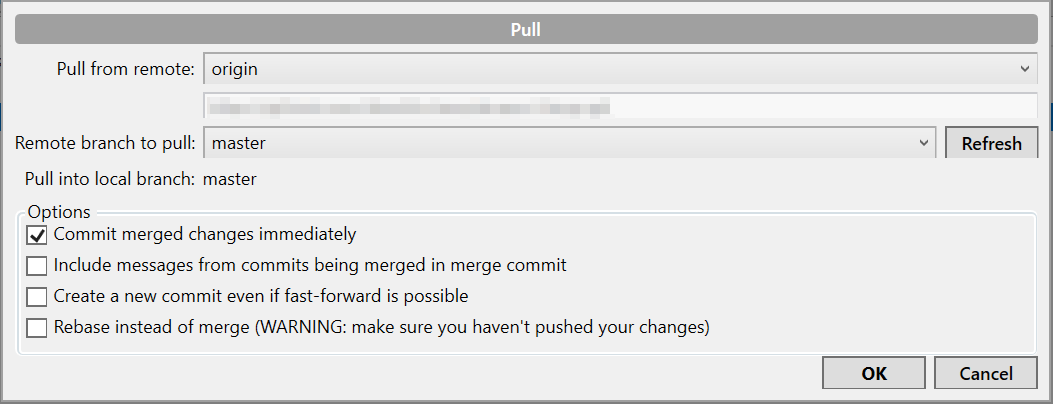 Pull
Pull from remote: origin
Remote branch to pull: master Refresh
Pull into local branch: master
Options
Commit merged changes immediately
Include messages from commits being merged in merge commit
Create a new commit even if fast-forward is possible
Rebase instead of merge (WARNING: make sure you haven't pushed your changes)
OK Cancel